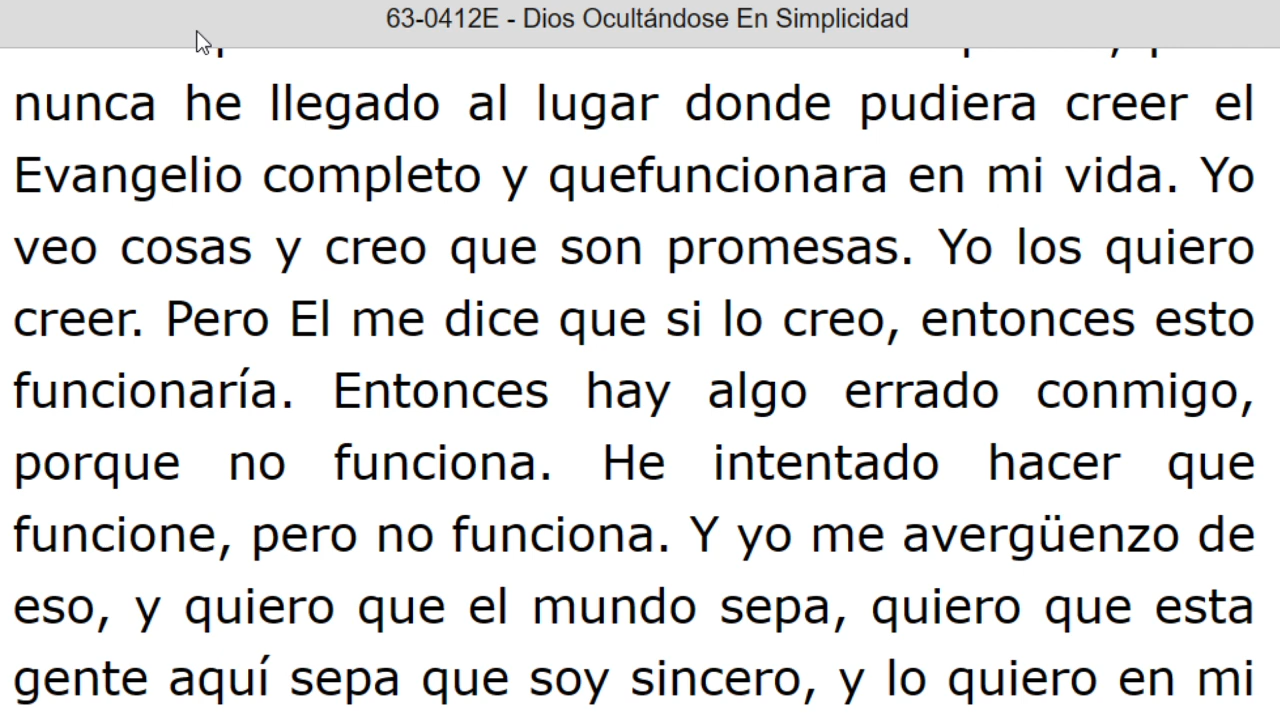 63-0412E - Dios Ocultándose En Simplicidad
nunca he llegado al lugar donde pudiera creer el
Evangelio completo y quefuncionara en mi vida. Yo
veo cosas y creo que son promesas. Yo los quiero
creer. Pero El me dice que si lo creo, entonces esto
funcionaría. Entonces hay algo errado conmigo,
porque no funciona. He intentado hacer que
funcione, pero no funciona. Y yo me avergüenzo de
eso, y quiero que el mundo sepa, quiero que esta
gente aquí sepa que soy sincero, y lo quiero en mi